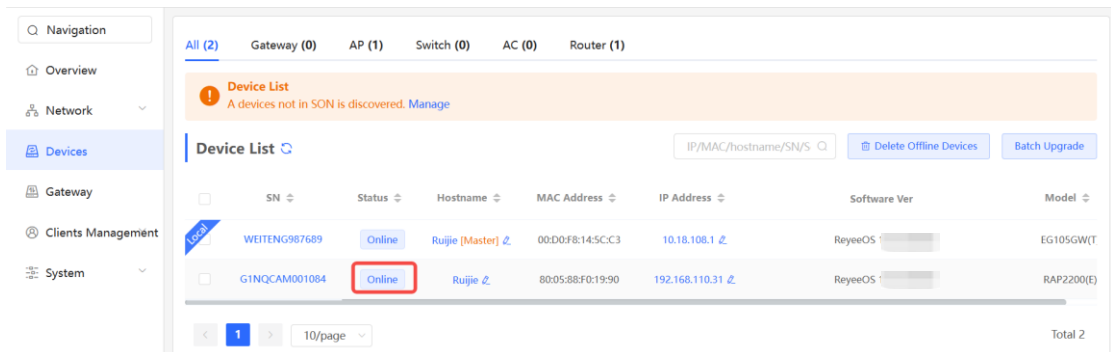 Navigation
All (2) Gateway (0) AP (1) Switch (0) AC (0) Router (1)
Overview
Device List
A devices not in SON is discovered. Manage
Network
Devices
Device List
IP/MAC/hostname/SN/S
Delete Offline Devices
Batch Upgrade
Gateway
SN Status Hostname MAC Address IP Address Software Ver Model
Clients Management
Local
WEITENG987689 Online Ruijie [Master] 00:D0:F8:14:5C:C3 10.18.108.1 ReyeeOS EG105GW(T
System
G1NQCAM001084 Online Ruijie 80:05:88:F0:19:90 192.168.110.31 ReyeeOS 1 RAP2200(E)
1 10/page Total 2